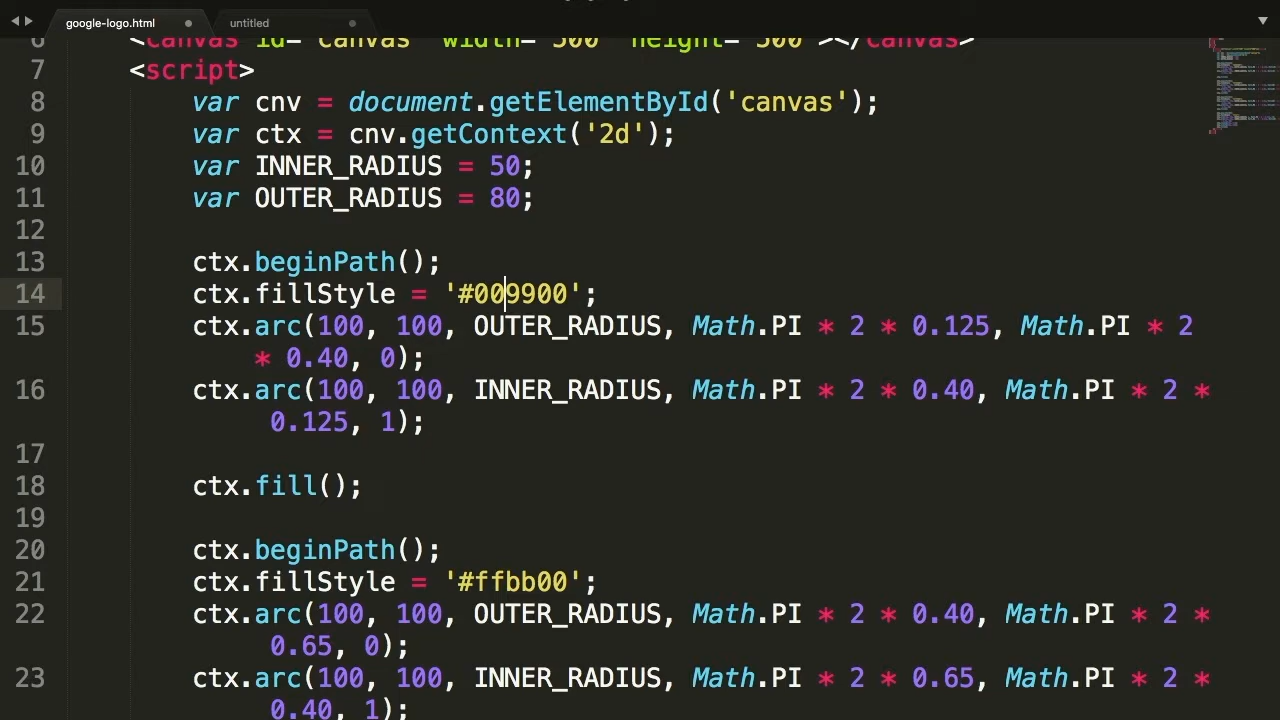 google-logo.html
untitled
6 <canvas id="canvas" width="500" height="500"></canvas>
7 <script>
8 var cnv = document.getElementById('canvas');
9 var ctx = cnv.getContext('2d');
10 var INNER_RADIUS = 50;
11 var OUTER_RADIUS = 80;
12
13 ctx.beginPath();
14 ctx.fillStyle = '#009900';
15 ctx.arc(100, 100, OUTER_RADIUS, Math.PI * 2 * 0.125, Math.PI * 2
* 0.40, 0);
16 ctx.arc(100, 100, INNER_RADIUS, Math.PI * 2 * 0.40, Math.PI * 2 *
0.125, 1);
17
18 ctx.fill();
19
20 ctx.beginPath();
21 ctx.fillStyle = '#ffbb00';
22 ctx.arc(100, 100, OUTER_RADIUS, Math.PI * 2 * 0.40, Math.PI * 2 *
0.65, 0);
23 ctx.arc(100, 100, INNER_RADIUS, Math.PI * 2 * 0.65, Math.PI * 2 *
0.40, 1);